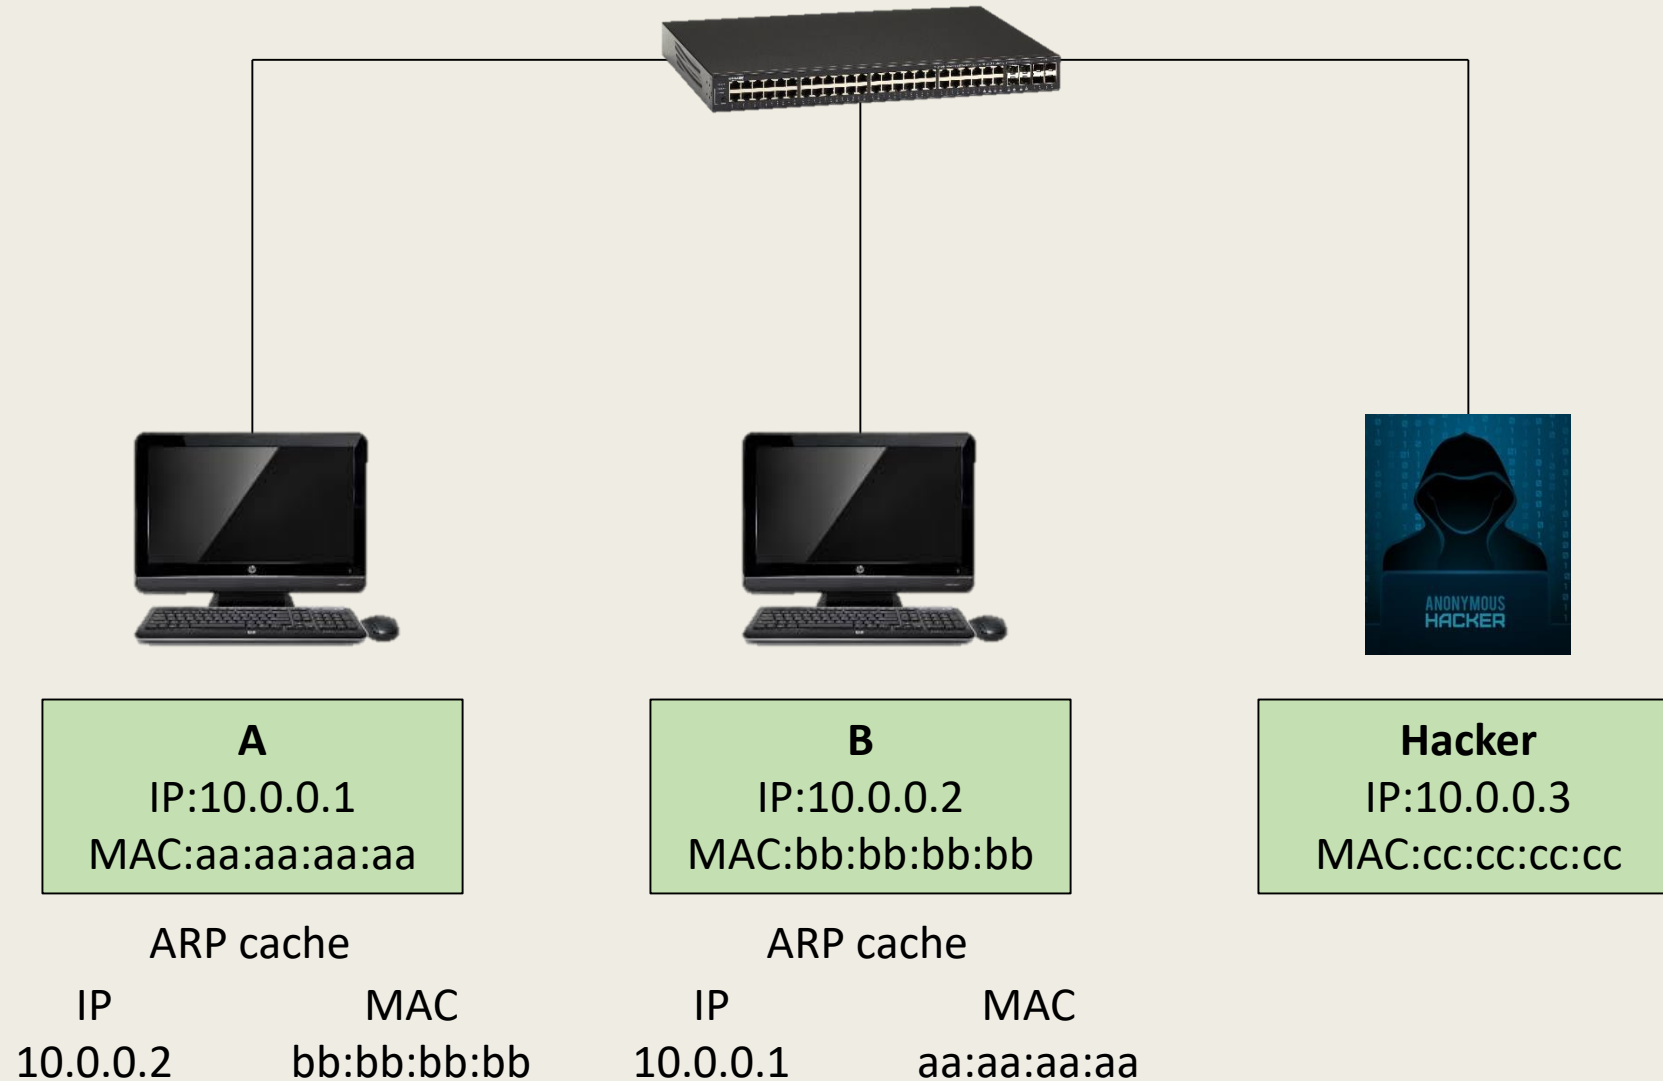 ANONYMOUS
HACKER
A
IP:10.0.0.1
MAC:aa:aa:aa:aa
B
IP:10.0.0.2
MAC:bb:bb:bb:bb
Hacker
IP:10.0.0.3
MAC:cc:cc:cc:cc
ARP cache
IP MAC
10.0.0.2 bb:bb:bb:bb
ARP cache
IP MAC
10.0.0.1 aa:aa:aa:aa